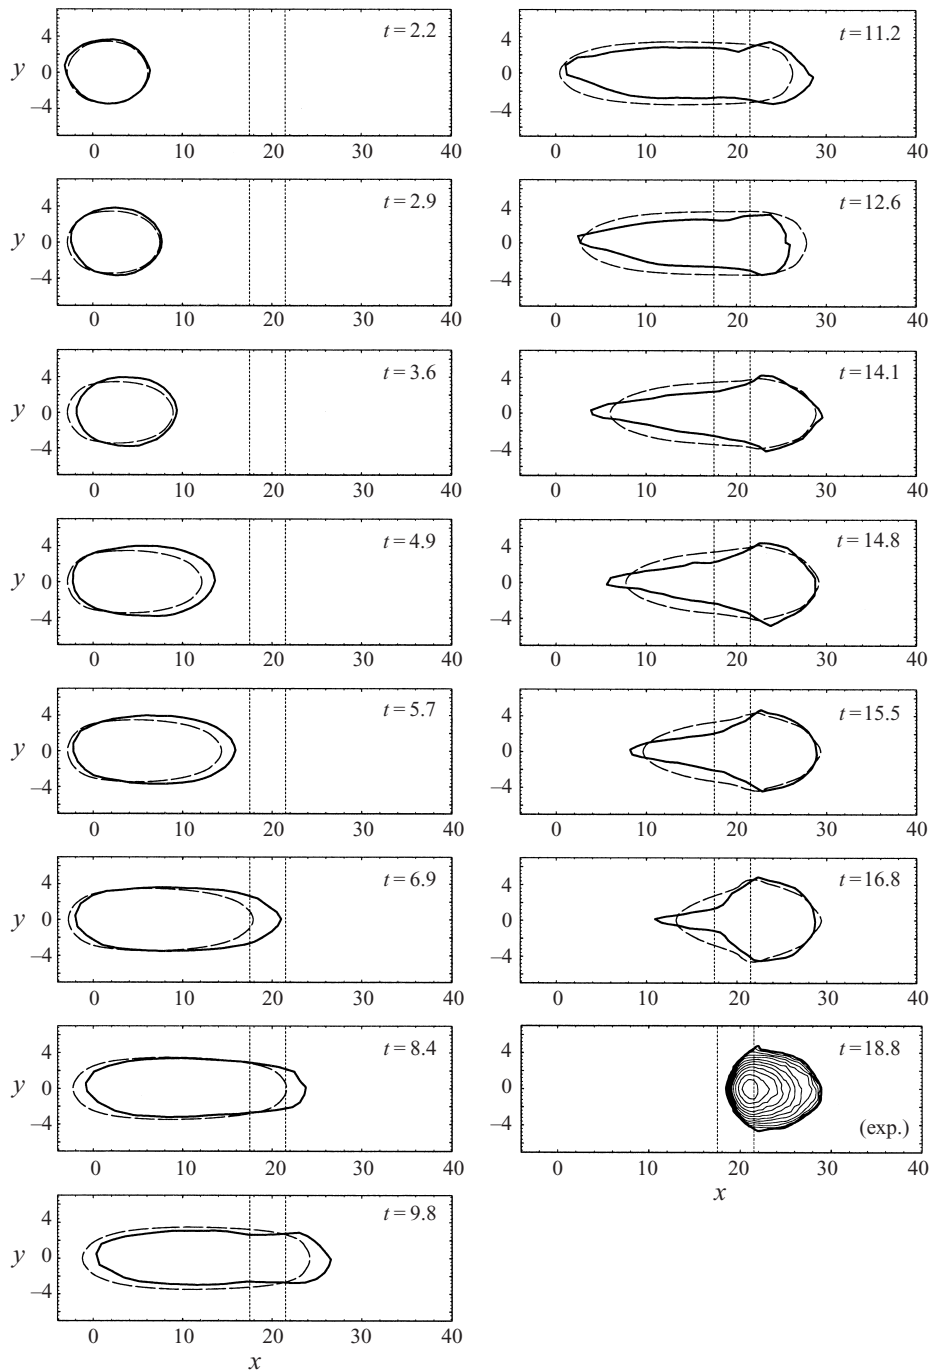 4
y 0
–4
t = 2.2
0 10 20 30 40
4
y 0
–4
t = 2.9
0 10 20 30 40
4
y 0
–4
t = 3.6
0 10 20 30 40
4
y 0
–4
t = 4.9
0 10 20 30 40
4
y 0
–4
t = 5.7
0 10 20 30 40
4
y 0
–4
t = 6.9
0 10 20 30 40
4
y 0
–4
t = 8.4
0 10 20 30 40
4
y 0
–4
t = 9.8
0 10 20 30 40
x
4
0
–4
t = 11.2
0 10 20 30 40
4
0
–4
t = 12.6
0 10 20 30 40
4
0
–4
t = 14.1
0 10 20 30 40
4
0
–4
t = 14.8
0 10 20 30 40
4
0
–4
t = 15.5
0 10 20 30 40
4
0
–4
t = 16.8
0 10 20 30 40
4
0
–4
t = 18.8
(exp.)
0 10 20 30 40
x